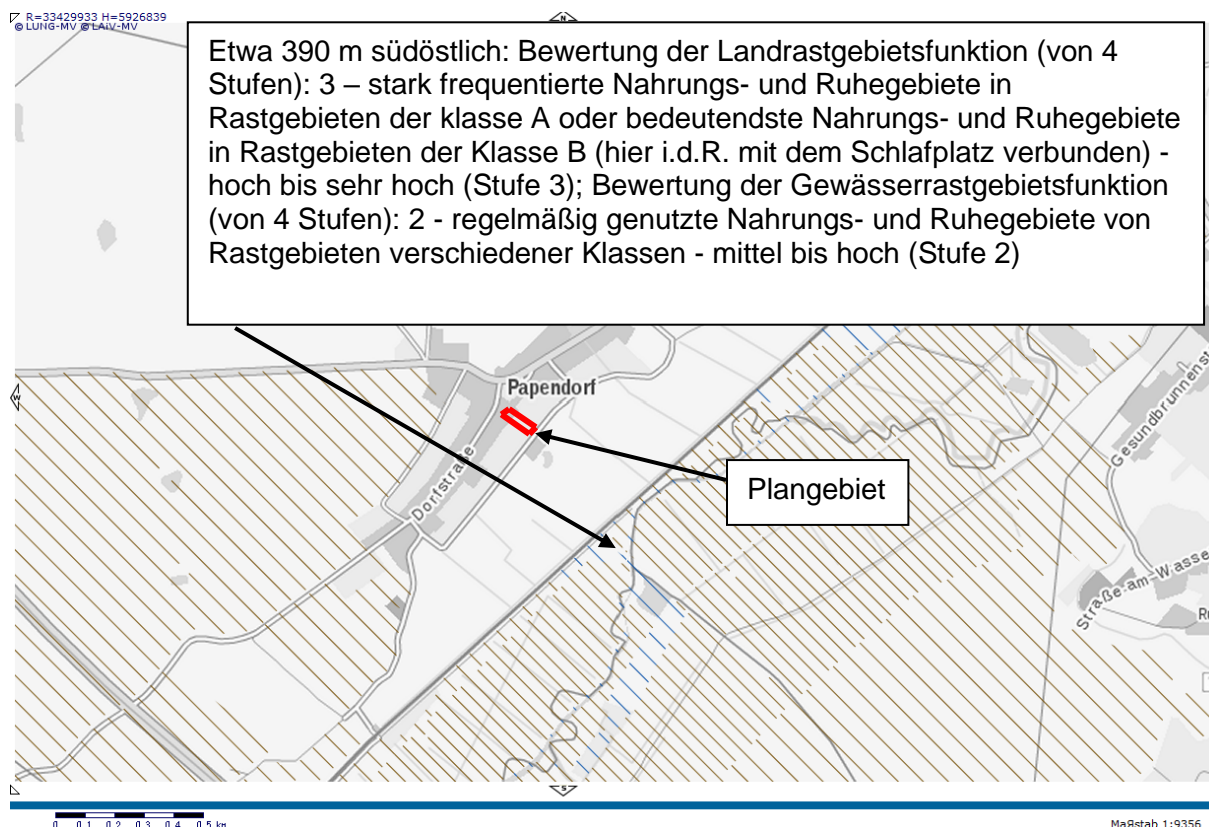 R=33429933 H=5926839
© LUNG-MV © LAiV-MV
N
Etwa 390 m südöstlich: Bewertung der Landrastgebietsfunktion (von 4
Stufen): 3 – stark frequentierte Nahrungs- und Ruhegebiete in
Rastgebieten der klasse A oder bedeutendste Nahrungs- und Ruhegebiete
in Rastgebieten der Klasse B (hier i.d.R. mit dem Schlafplatz verbunden) -
hoch bis sehr hoch (Stufe 3); Bewertung der Gewässerrastgebietsfunktion
(von 4 Stufen): 2 - regelmäßig genutzte Nahrungs- und Ruhegebiete von
Rastgebieten verschiedener Klassen - mittel bis hoch (Stufe 2)
W
Papendorf
Gesundbrunnenst
Dorfstraße
Plangebiet
Straße-am-Wasse
R
S
0 0.1 0.2 0.3 0.4 0.5 km
Maßstab 1:9356